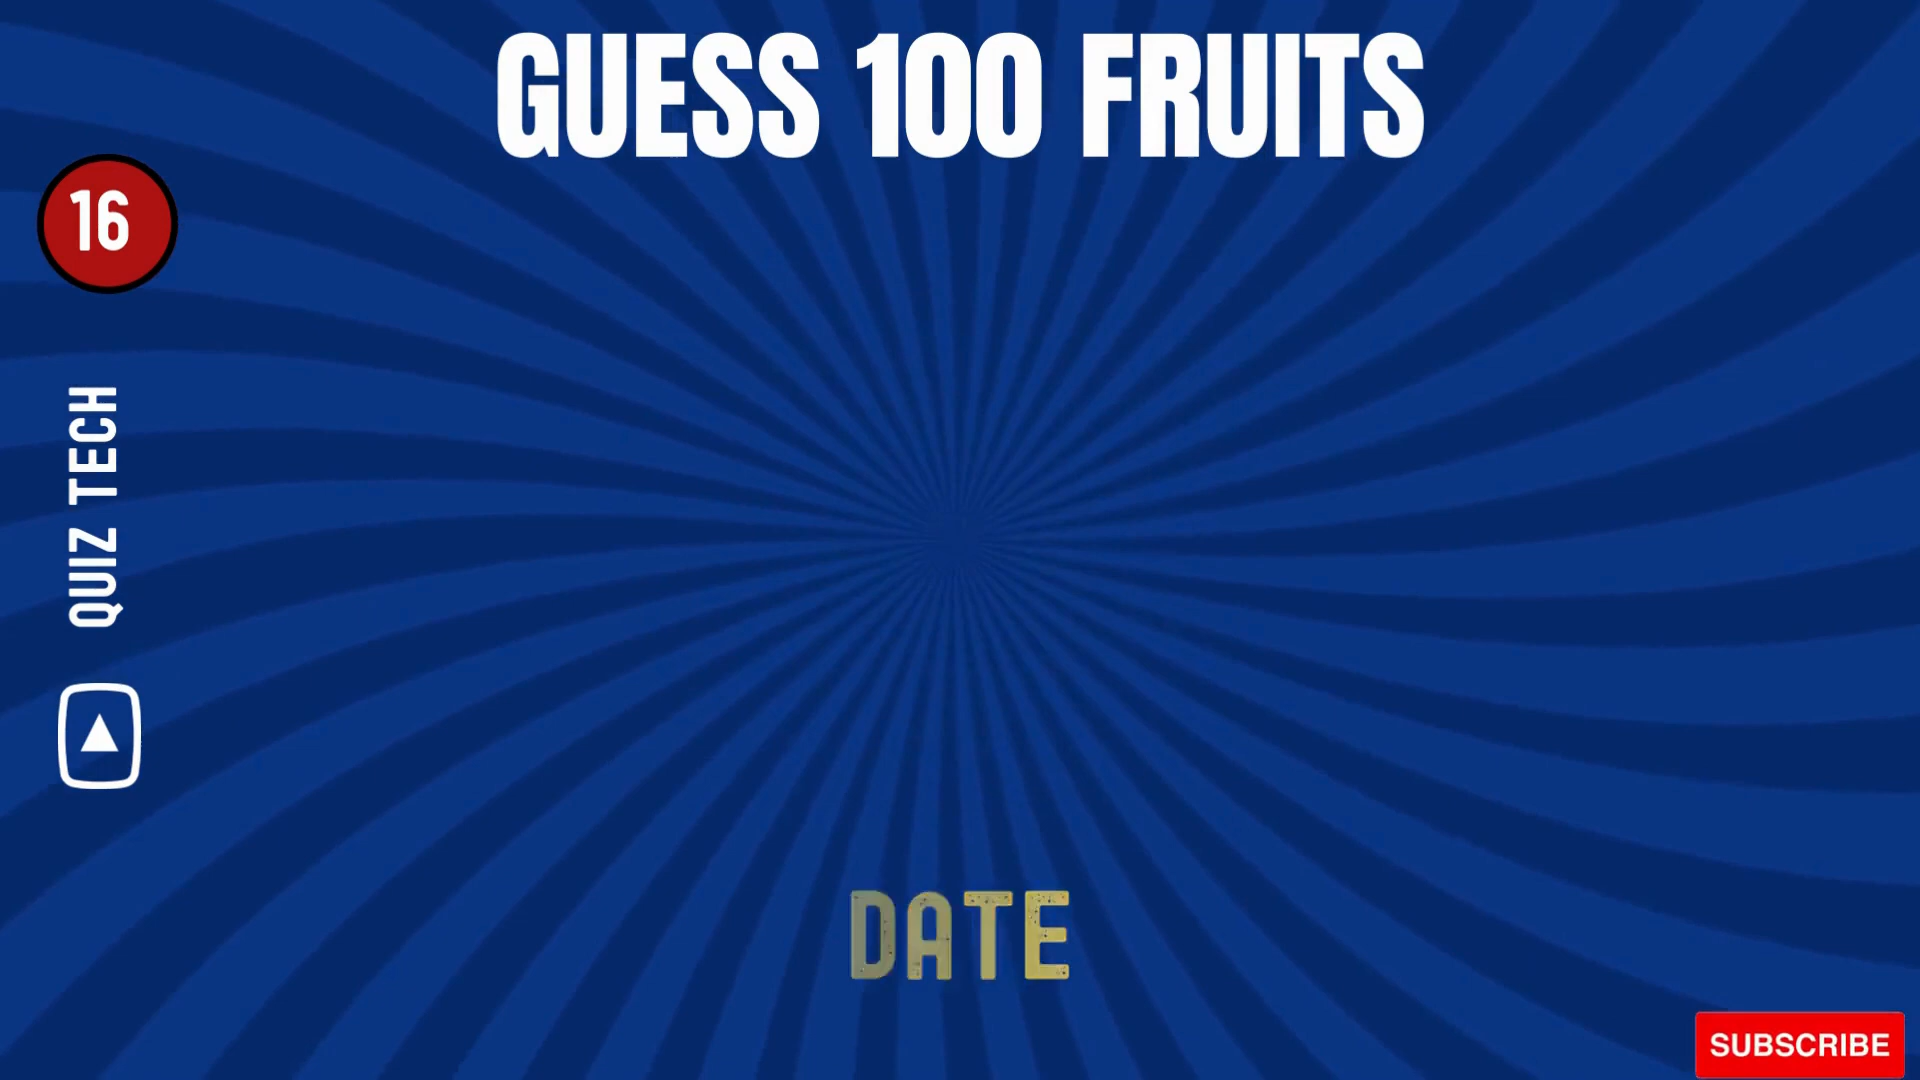 GUESS 100 FRUITS
16
QUIZ TECH
DATE
SUBSCRIBE